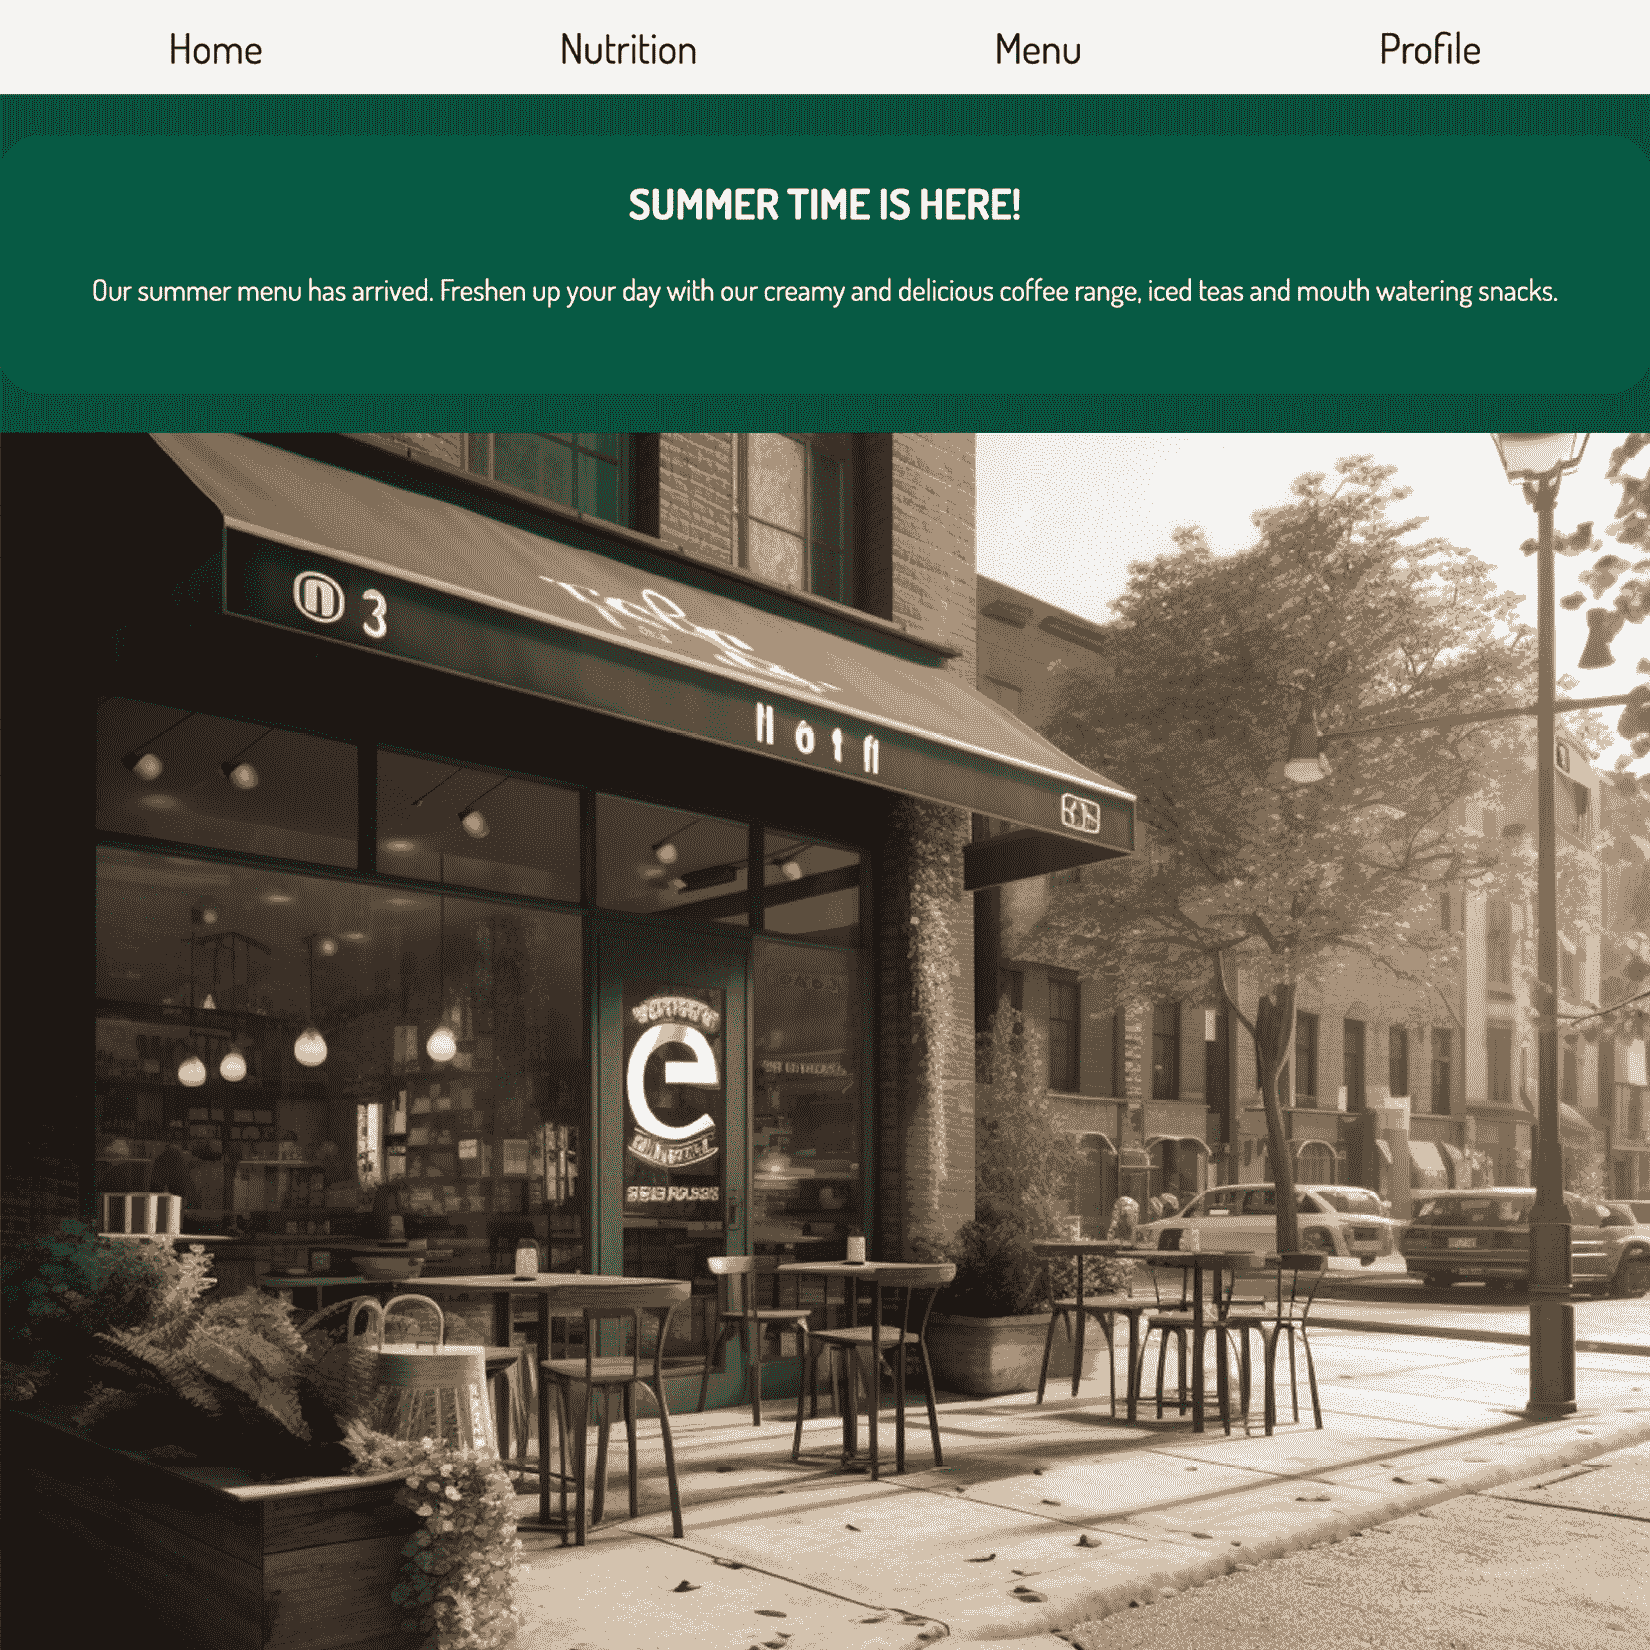 Home Nutrition Menu Profile
SUMMER TIME IS HERE!
Our summer menu has arrived. Freshen up your day with our creamy and delicious coffee range, iced teas and mouth watering snacks.
3
e